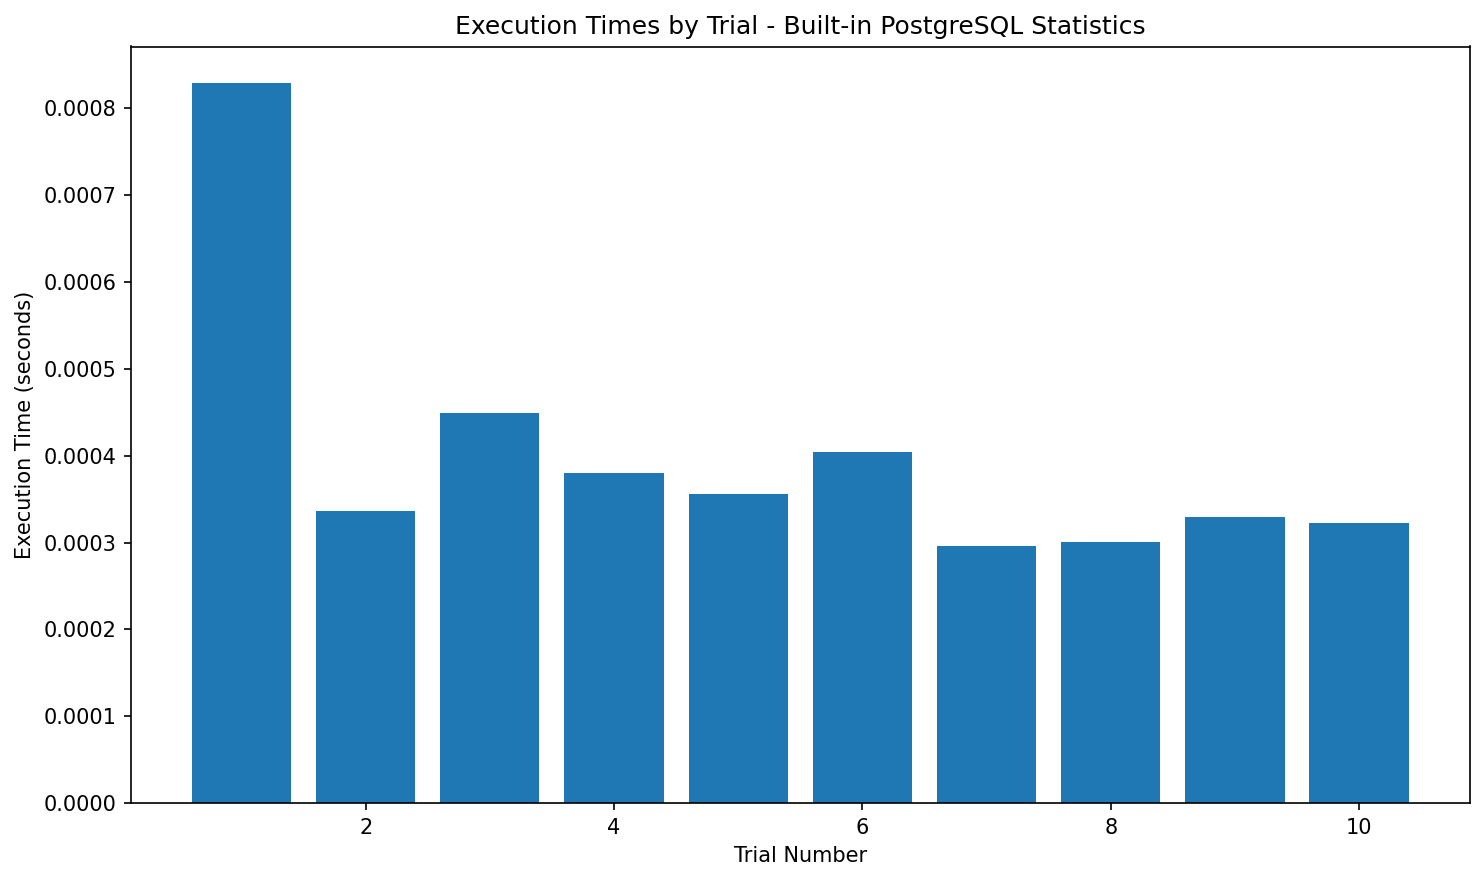 Execution Times by Trial - Built-in PostgreSQL Statistics
Execution Time (seconds)
0.0008
0.0007
0.0006
0.0005
0.0004
0.0003
0.0002
0.0001
0.0000
2 4 6 8 10
Trial Number